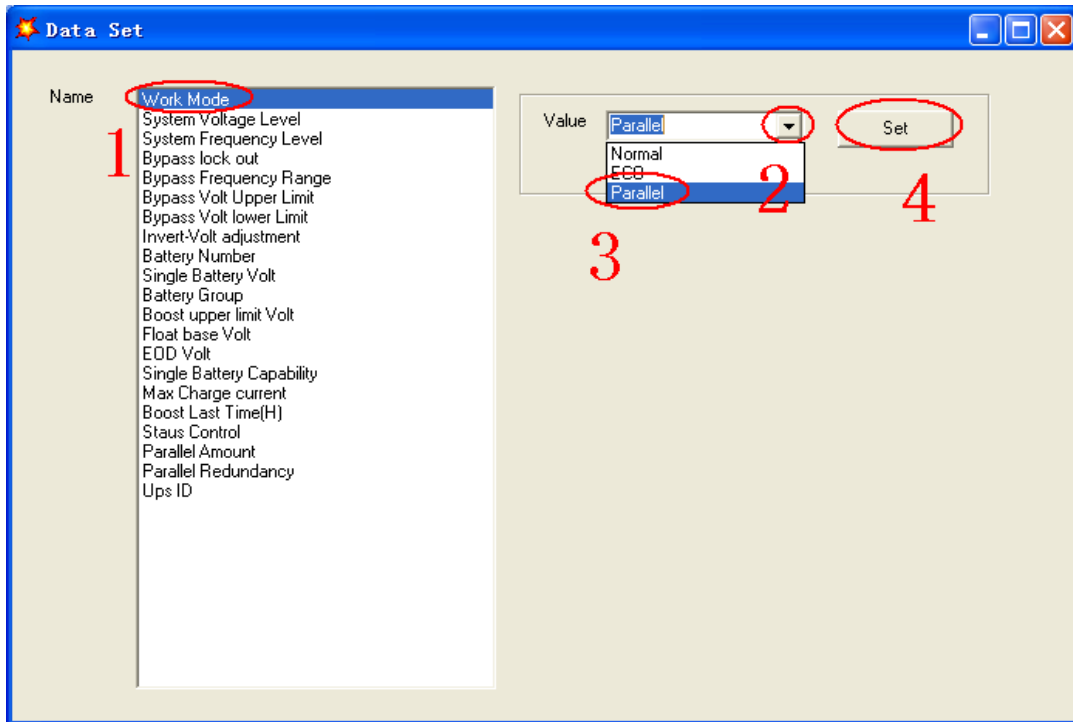 Data Set
Name
Work Mode
System Voltage Level
System Frequency Level
Bypass lock out
Bypass Frequency Range
Bypass Volt Upper Limit
Bypass Volt lower Limit
Invert-Volt adjustment
Battery Number
Single Battery Volt
Battery Group
Boost upper limit Volt
Float base Volt
EOD Volt
Single Battery Capability
Max Charge current
Boost Last Time(H)
Staus Control
Parallel Amount
Parallel Redundancy
Ups ID
1
Value
Parallel
Set
Normal
ECO
Parallel
2
3
4